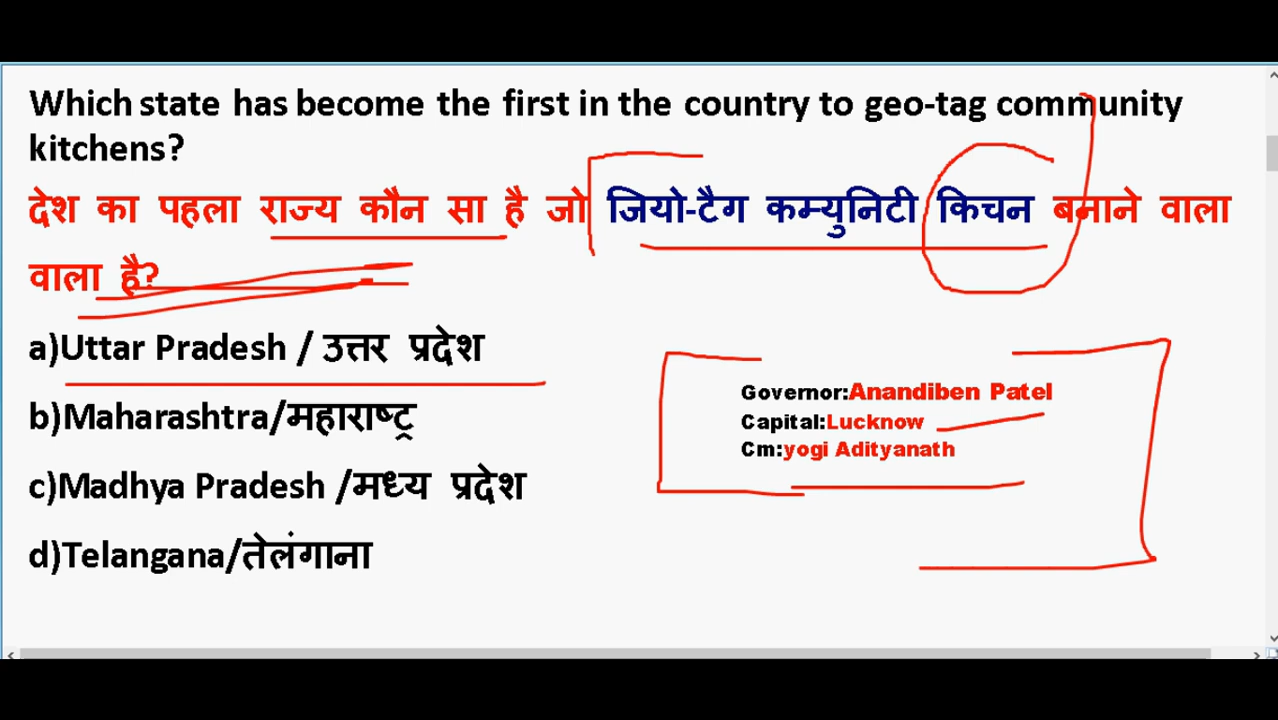 Which state has become the first in the country to geo-tag community
kitchens?
देश का पहला राज्य कौन सा है जो जियो-टैग कम्युनिटी किचन बनाने वाला
वाला है?
a)Uttar Pradesh / उत्तर प्रदेश
b)Maharashtra/महाराष्ट्र
c)Madhya Pradesh /मध्य प्रदेश
d)Telangana/तेलंगाना
Governor:Anandiben Patel
Capital:Lucknow
Cm:yogi Adityanath